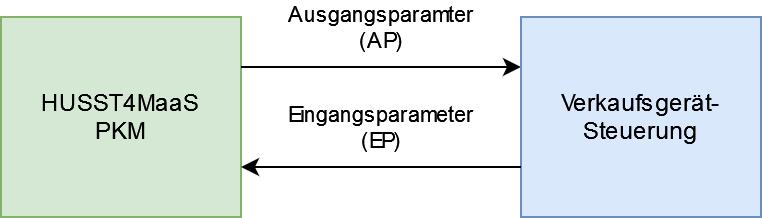 Ausgangsparamter
(AP)
HUSST4MaaS
PKM
Eingangsparameter
(EP)
Verkaufsgerät-
Steuerung